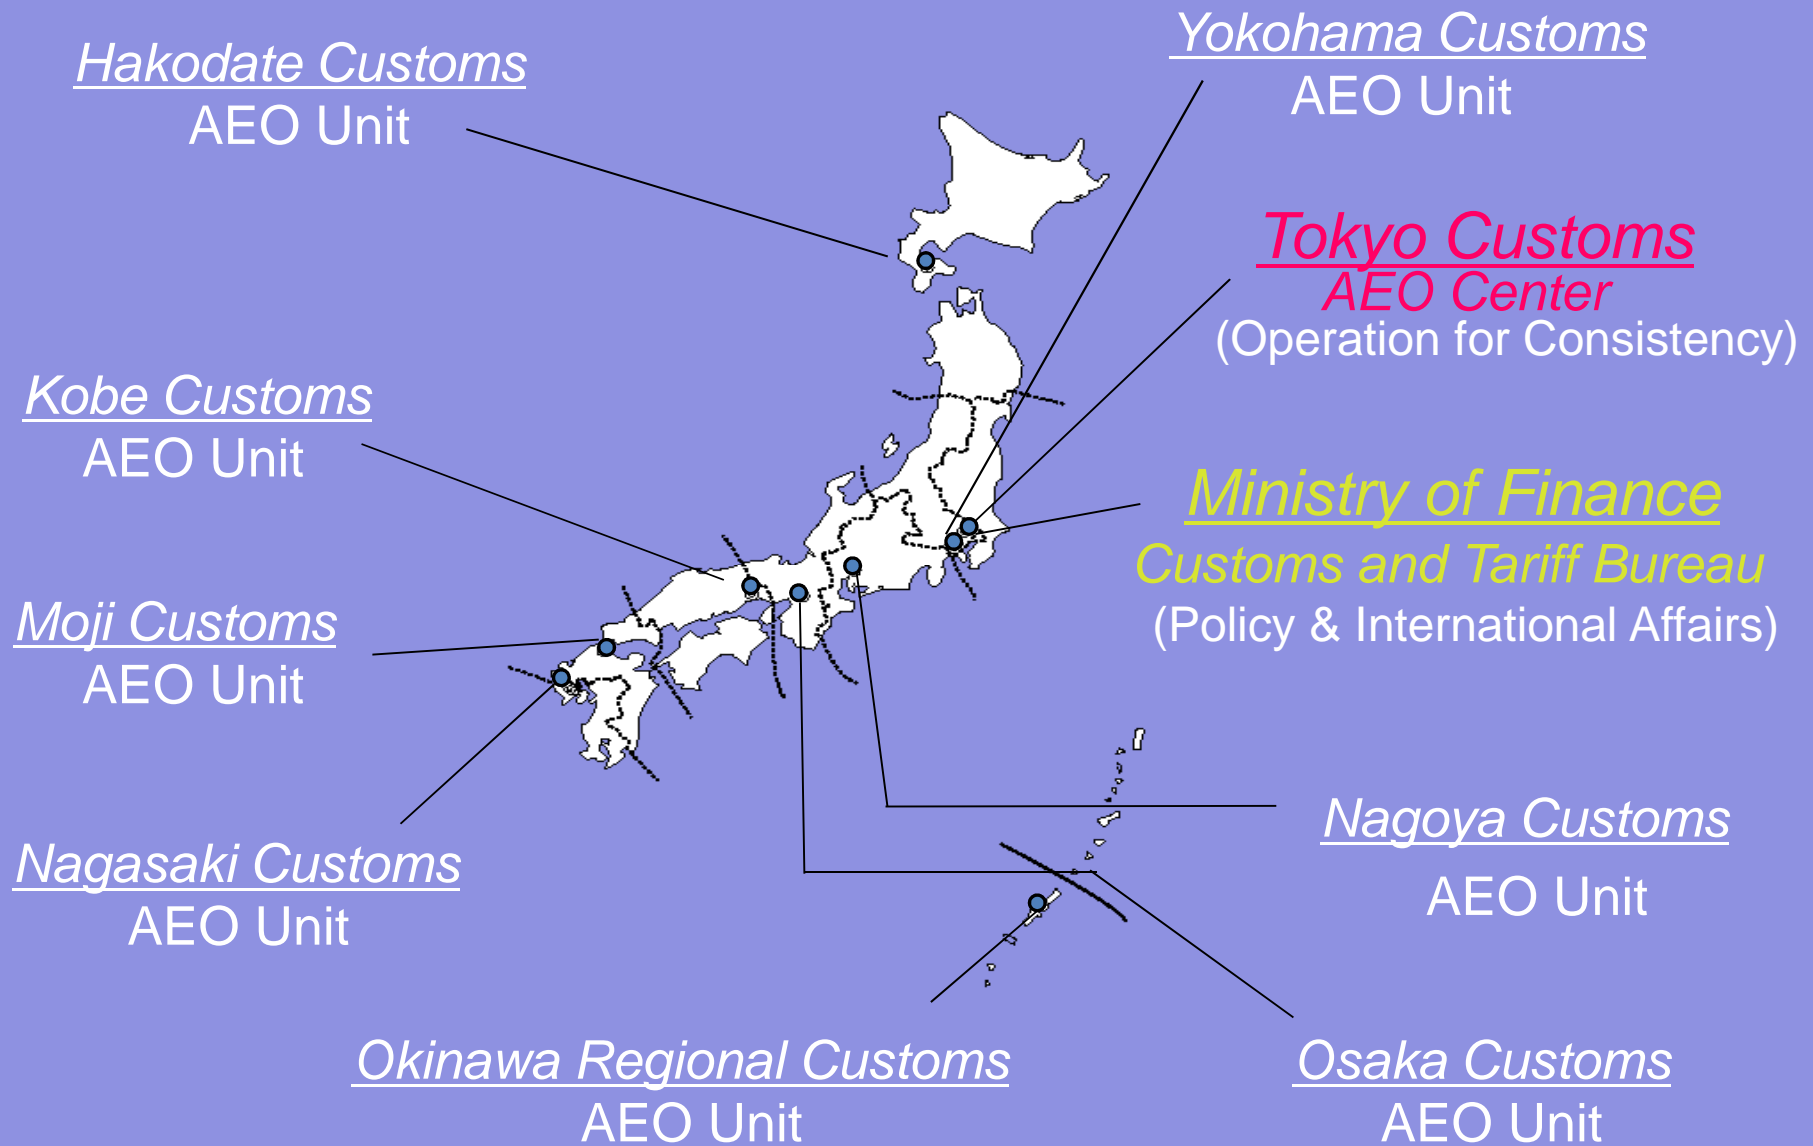 Hakodate Customs
AEO Unit
Yokohama Customs
AEO Unit
Tokyo Customs
AEO Center
(Operation for Consistency)
Kobe Customs
AEO Unit
Ministry of Finance
Customs and Tariff Bureau
(Policy & International Affairs)
Moji Customs
AEO Unit
Nagasaki Customs
AEO Unit
Nagoya Customs
AEO Unit
Okinawa Regional Customs
AEO Unit
Osaka Customs
AEO Unit